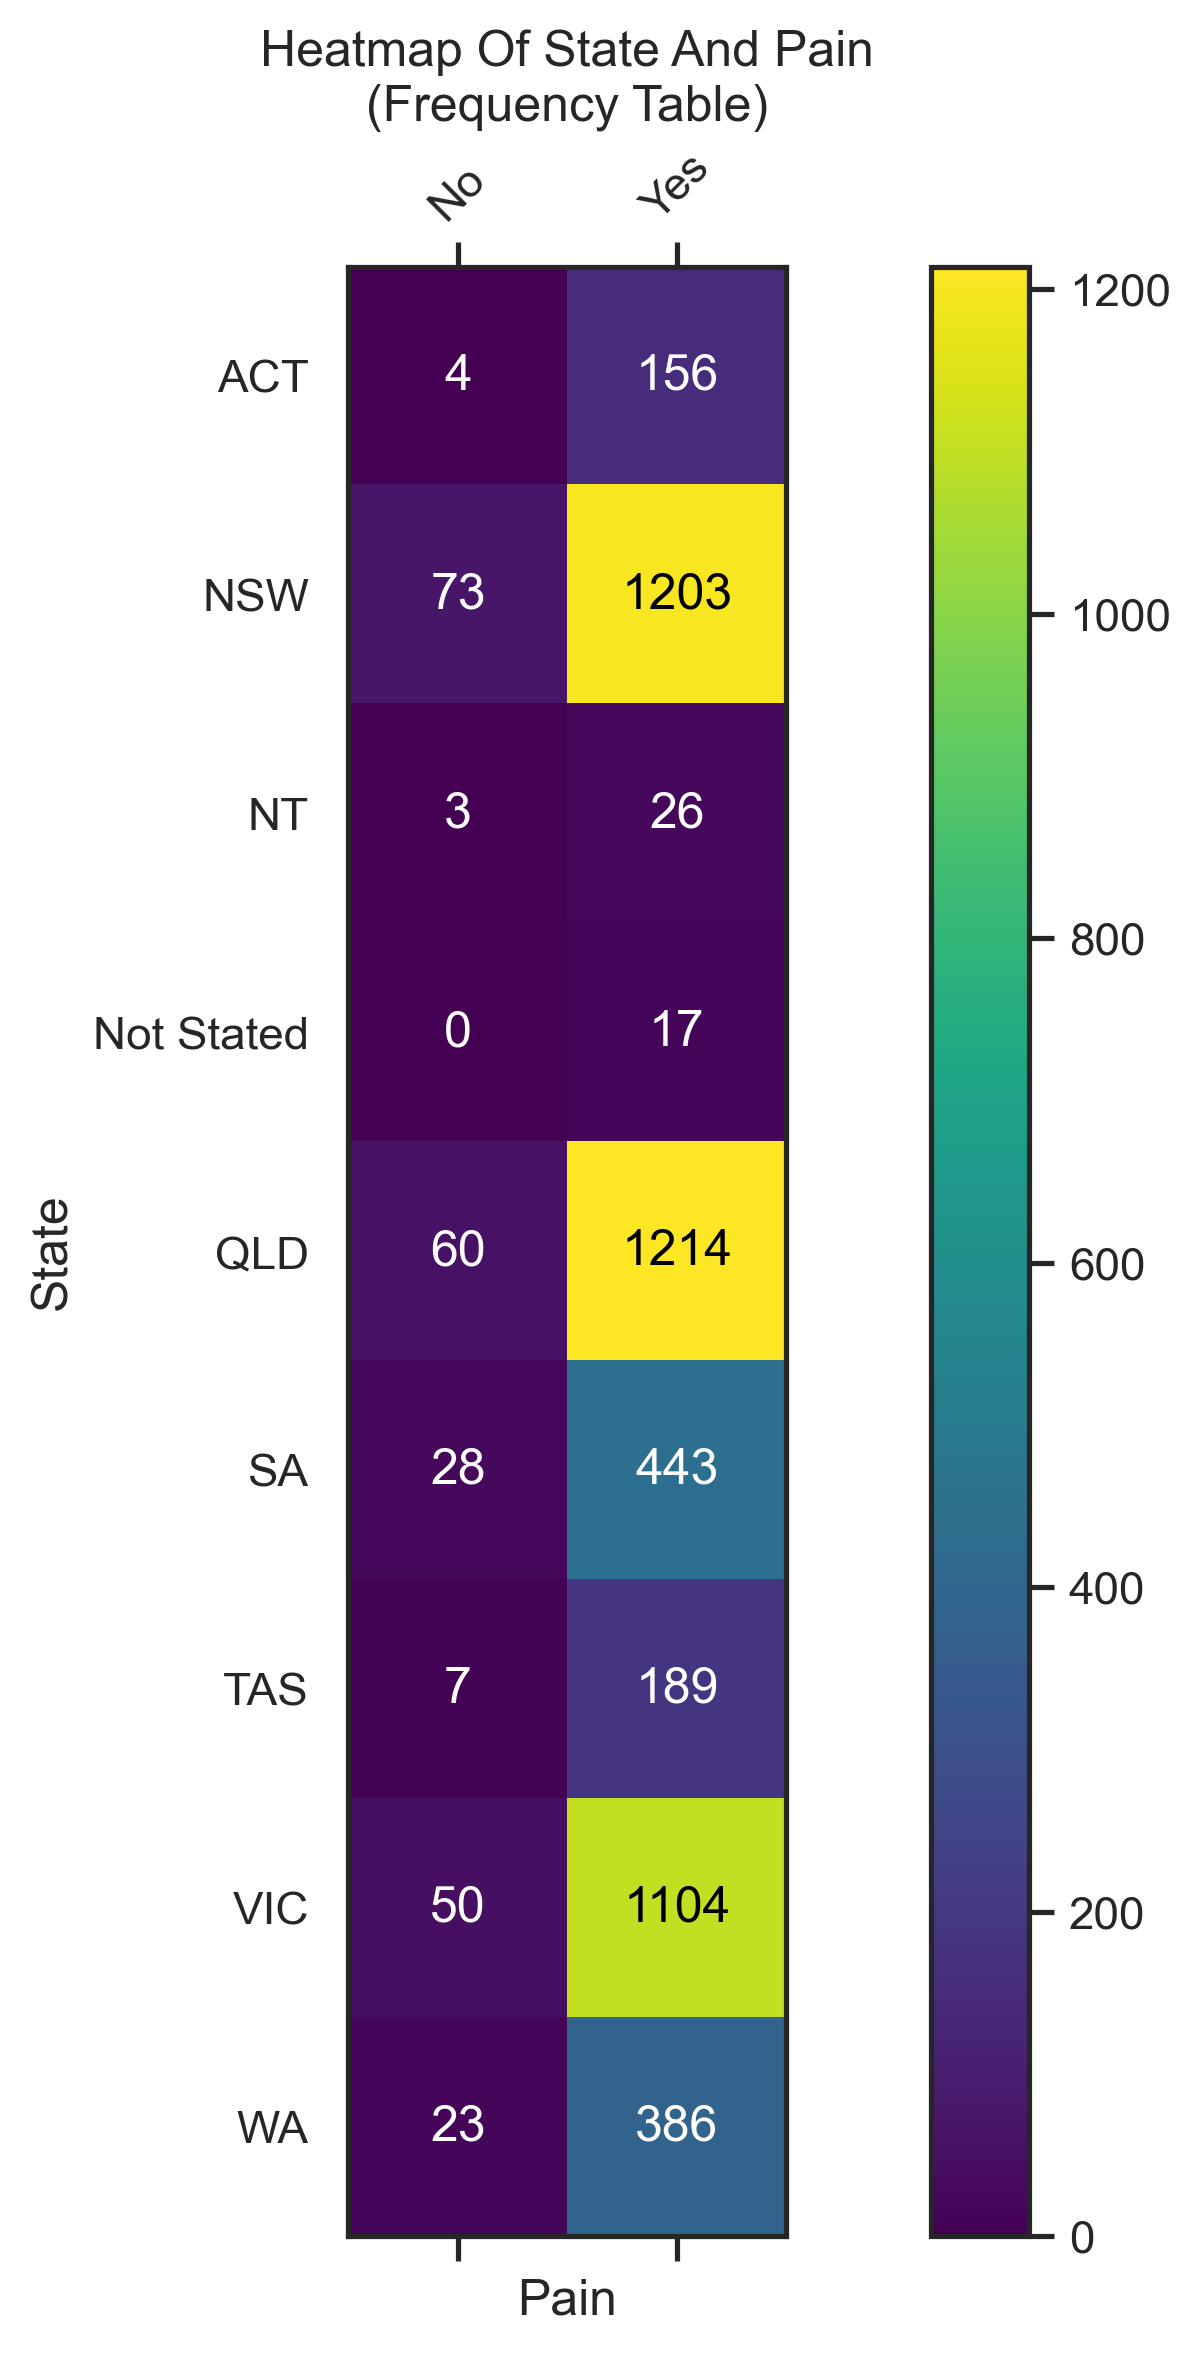 Heatmap Of State And Pain
(Frequency Table)
No Yes
ACT 4 156
NSW 73 1203
NT 3 26
Not Stated 0 17
QLD 60 1214
SA 28 443
TAS 7 189
VIC 50 1104
WA 23 386
State
Pain
1200
1000
800
600
400
200
0